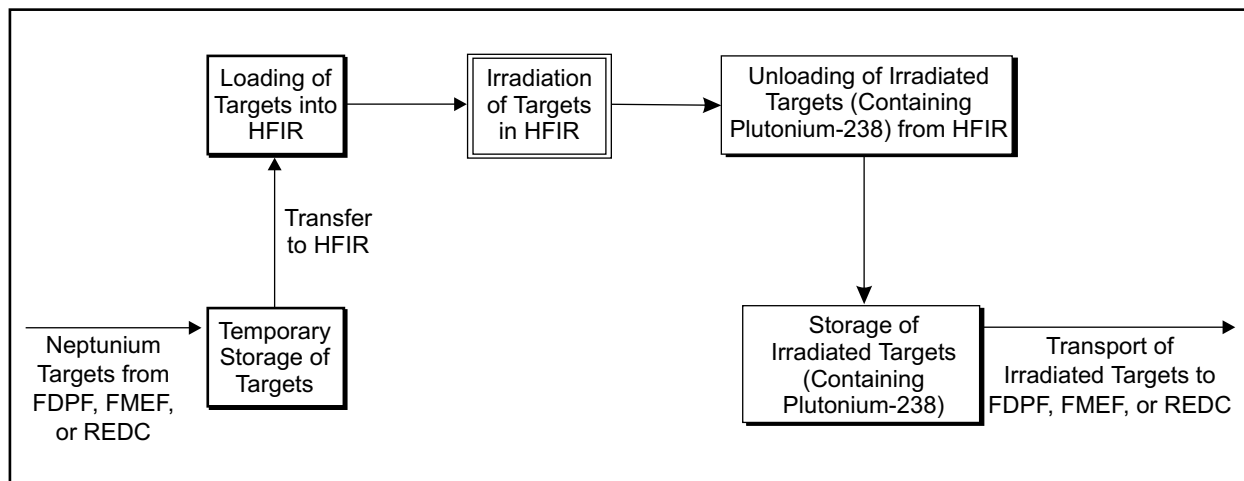 Loading of
Targets into
HFIR
Irradiation
of Targets
in HFIR
Unloading of Irradiated
Targets (Containing
Plutonium-238) from HFIR
Transfer
to HFIR
Neptunium
Targets from
FDPF, FMEF,
or REDC
Temporary
Storage of
Targets
Storage of
Irradiated Targets
(Containing
Plutonium-238)
Transport of
Irradiated Targets to
FDPF, FMEF, or REDC